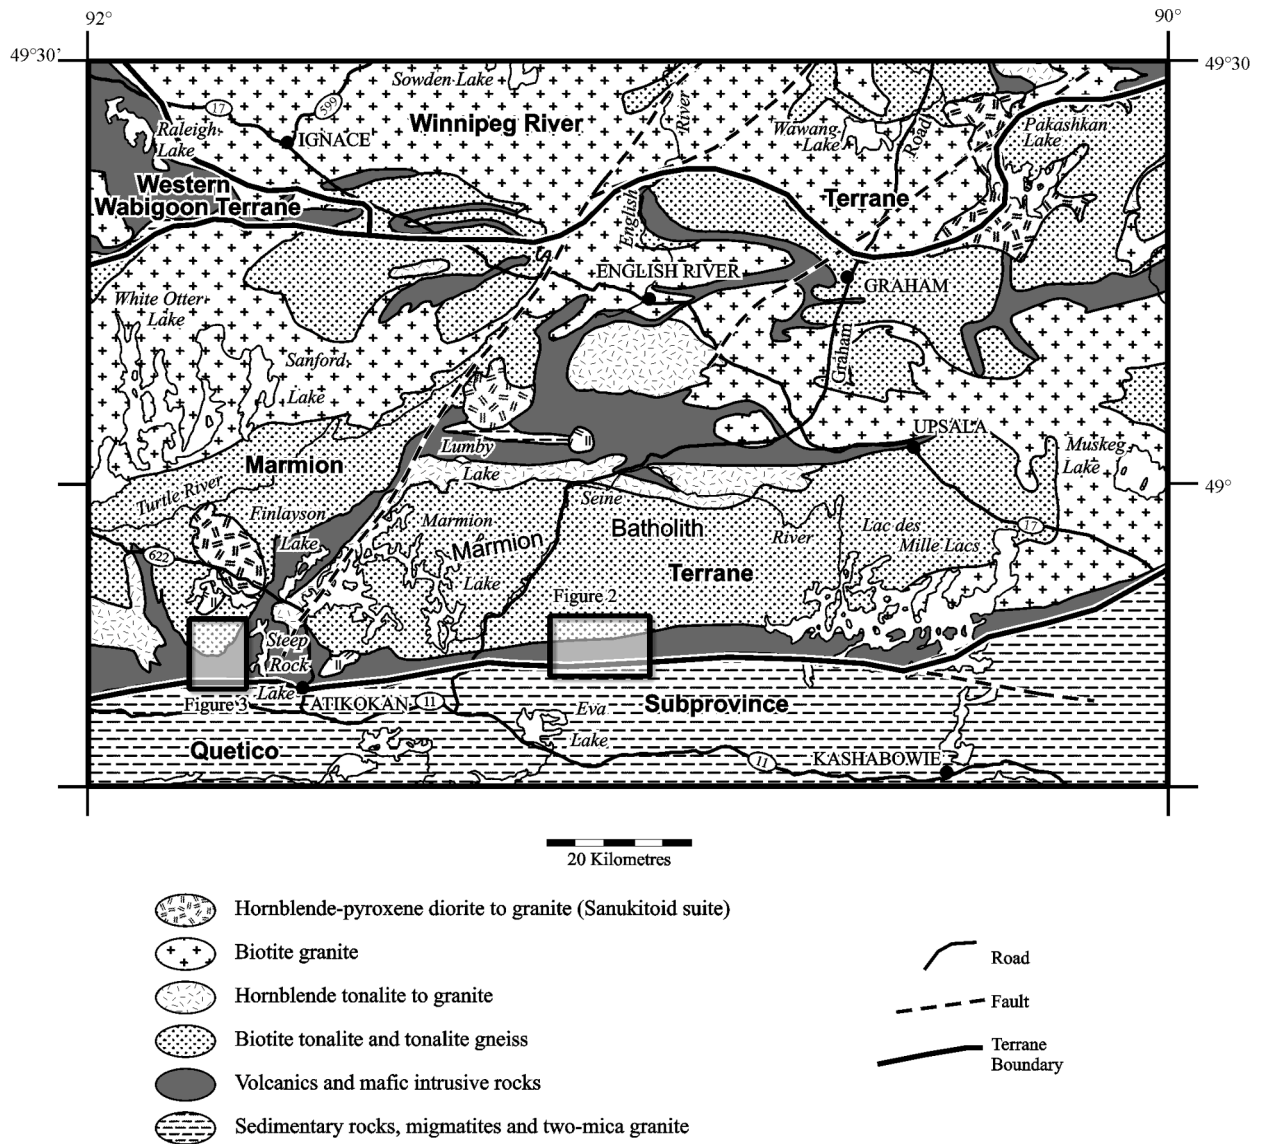 92°
90°
49°30'
49°30
Sowden Lake
17
599
Winnipeg River
River
Wawang
Lake
Road
Pakashkan
Lake
Raleigh
Lake
IGNACE
Western
Wabigoon Terrane
Terrane
English
ENGLISH RIVER
GRAHAM
White Otter
Lake
Sanford
Lake
Graham
UPSALA
Muskeg
Lake
Lumby
Lake
Marmion
Turtle River
Seine
River
49°
Finlayson
Lake
Marmion
Lake
Marmion
Batholith
Lac des
Mille Lacs
17
622
Terrane
Figure 2
Steep
Rock
Lake
Figure 3
ATIKOKAN
11
Subprovince
Eva
Lake
Quetico
11
KASHABOWIE
20 Kilometres
Hornblende-pyroxene diorite to granite (Sanukitoid suite)
Biotite granite
Hornblende tonalite to granite
Biotite tonalite and tonalite gneiss
Volcanics and mafic intrusive rocks
Sedimentary rocks, migmatites and two-mica granite
Road
Fault
Terrane
Boundary